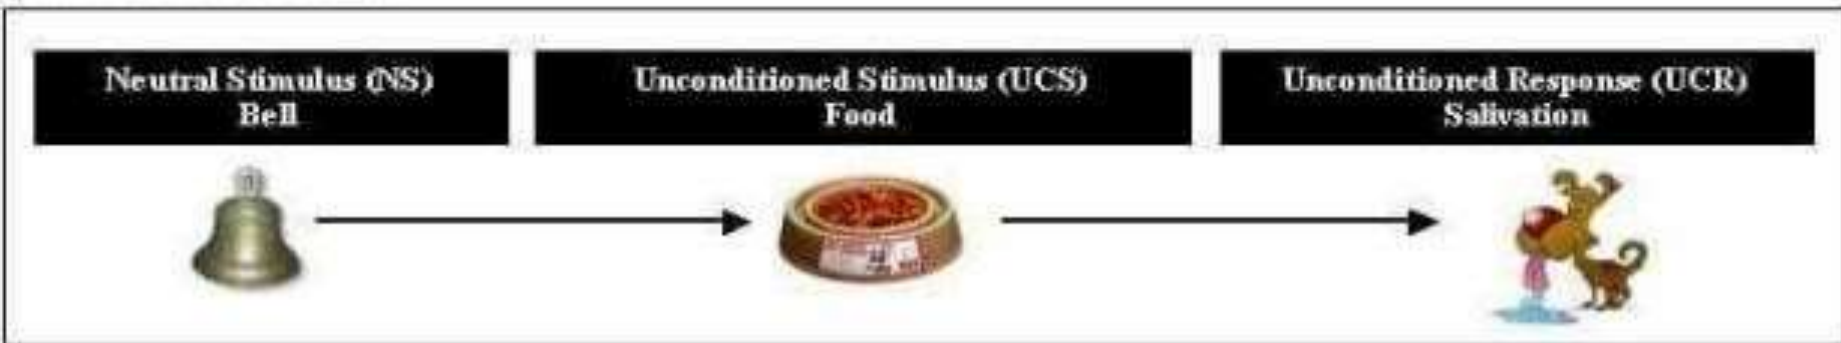 Neutral Stimulus (NS)
Bell
Unconditioned Stimulus (UCS)
Food
Unconditioned Response (UCR)
Salivation